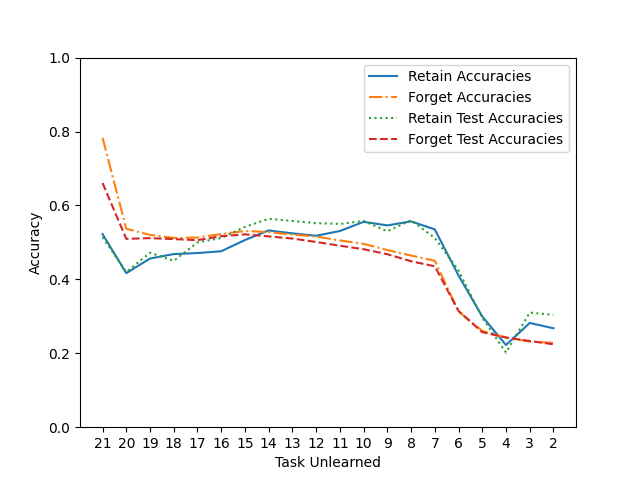 Retain Accuracies
Forget Accuracies
Retain Test Accuracies
Forget Test Accuracies
Accuracy
1.0
0.8
0.6
0.4
0.2
0.0
21 20 19 18 17 16 15 14 13 12 11 10 9 8 7 6 5 4 3 2
Task Unlearned